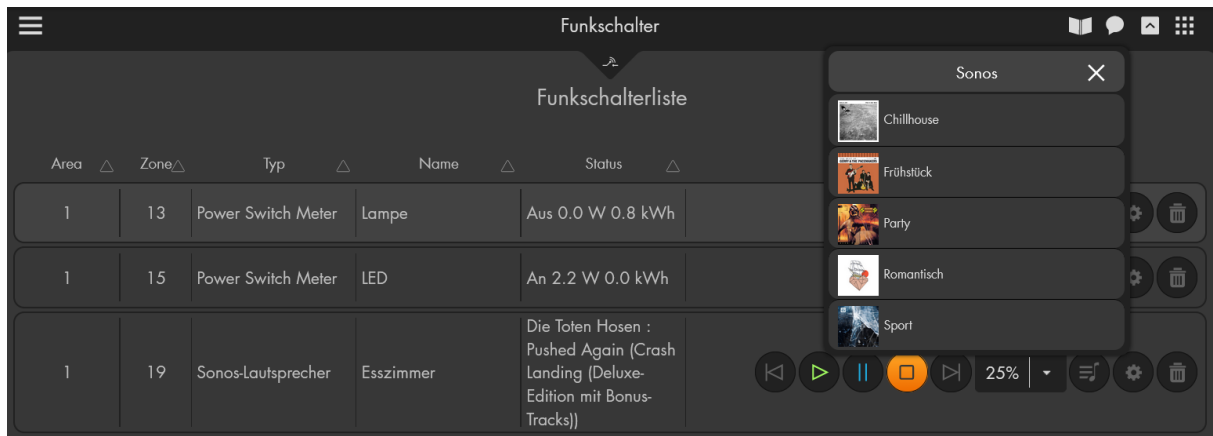 Funkschalter
Funkschalterliste
Area Zone Typ Name Status
1 13 Power Switch Meter Lampe Aus 0.0 W 0.8 kWh
1 15 Power Switch Meter LED An 2.2 W 0.0 kWh
1 19 Sonos-Lautsprecher Esszimmer
Die Toten Hosen :
Pushed Again (Crash
Landing (Deluxe-
Edition mit Bonus-
Tracks))
25%
Sonos
Chillhouse
Frühstück
Party
Romantisch
Sport